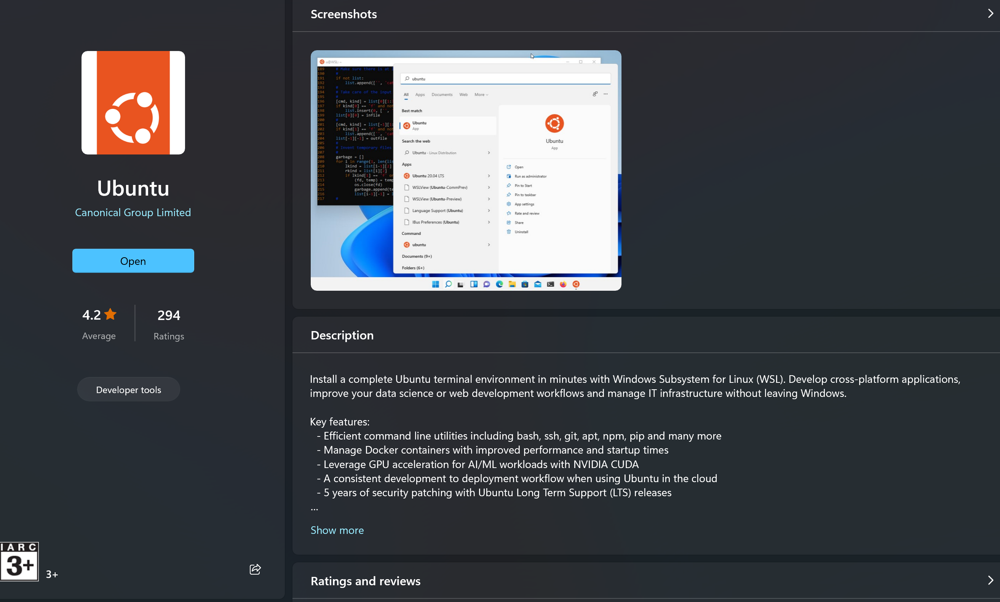 Ubuntu
Canonical Group Limited
Open
4.2
Average
294
Ratings
Developer tools
IARC
3+
3+
Screenshots
u@WSL: ~
189 # Make sure there is at
190 #
191 if not list:
192 list.append(['',
193 #
194 # Take care of the input
195 #
196 [cmd, kind] = list[0][1:
197 if kind[0] == 'f' and not
198 list.insert(0, ['',
199 list[0][0] = infile
200 #
201 [cmd, kind] = list[-1][1:
202 if kind[1] == 'f' and not
203 list.append(['',
204 list[-1][-1] = outfile
205 #
206 # Invent temporary files
207 #
208 garbage = []
209 for i in range(1, len(lis
210 lkind = list[i-1][2]
211 rkind = list[i][2]
212 if lkind[1] == 'f' or
213 (fd, temp) = temp
214 os.close(fd)
215 garbage.append(te
216 list[i-1][-1] =
217 #
ubuntu
All Apps Documents Web More
Best match
Ubuntu
App
Search the web
Ubuntu - Linux Distribution
Apps
Ubuntu 20.04 LTS
WSLView (Ubuntu-CommPrev)
WSLView (Ubuntu-Preview)
Language Support (Ubuntu)
IBus Preferences (Ubuntu)
Command
ubuntu
Documents (9+)
Folders (6+)
Ubuntu
App
Open
Run as administrator
Pin to Start
Pin to taskbar
App settings
Rate and review
Share
Uninstall
Description
Install a complete Ubuntu terminal environment in minutes with Windows Subsystem for Linux (WSL). Develop cross-platform applications,
improve your data science or web development workflows and manage IT infrastructure without leaving Windows.
Key features:
- Efficient command line utilities including bash, ssh, git, apt, npm, pip and many more
- Manage Docker containers with improved performance and startup times
- Leverage GPU acceleration for AI/ML workloads with NVIDIA CUDA
- A consistent development to deployment workflow when using Ubuntu in the cloud
- 5 years of security patching with Ubuntu Long Term Support (LTS) releases
...
Show more
Ratings and reviews